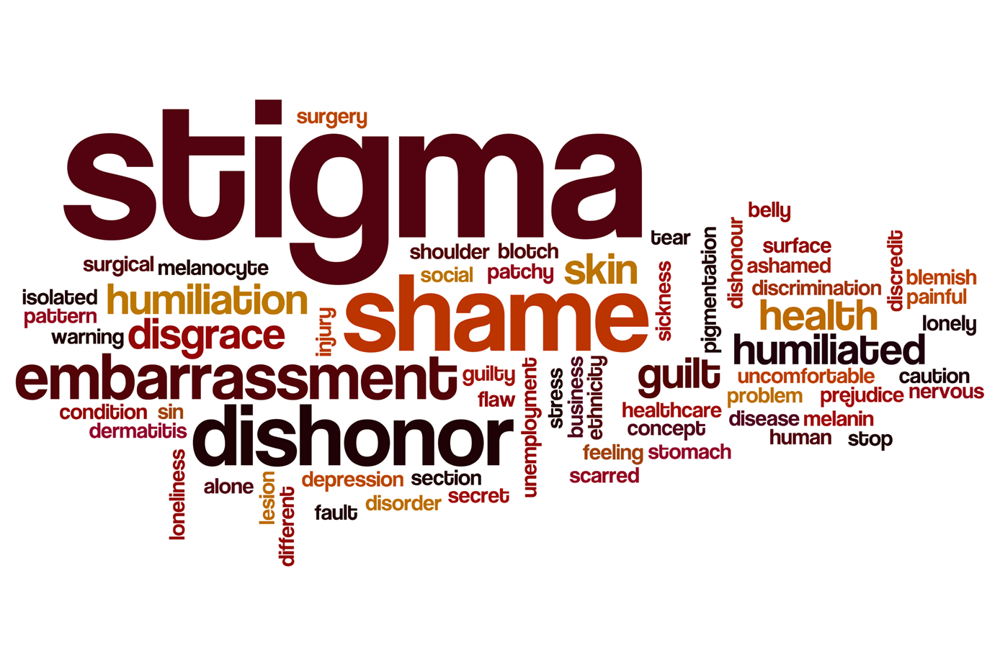 surgery
stigma
belly
dishonour
tear
pigmentation
surface
discredit
shoulder
blotch
surgical
melanocyte
social
patchy
skin
sickness
ashamed
blemish
isolated
humiliation
shame
discrimination
painful
pattern
health
lonely
warning
disgrace
injury
humiliated
embarrassment
guilty
unemployment
stress
business
ethnicity
guilt
uncomfortable
caution
flaw
problem
prejudice
nervous
condition
sin
dishonor
healthcare
disease
melanin
dermatitis
concept
human
stop
loneliness
feeling
stomach
alone
lesion
depression
section
scarred
different
disorder
secret
fault